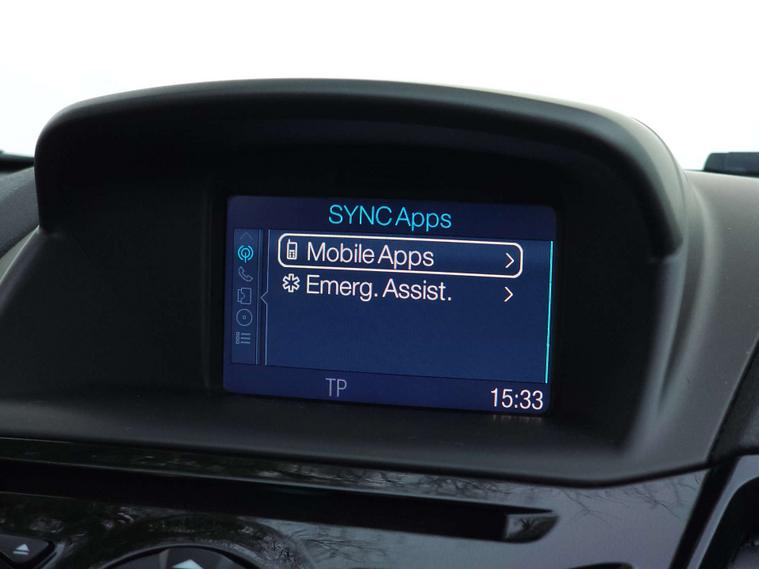 SYNC Apps
Mobile Apps
Emerg. Assist.
TP
15:33